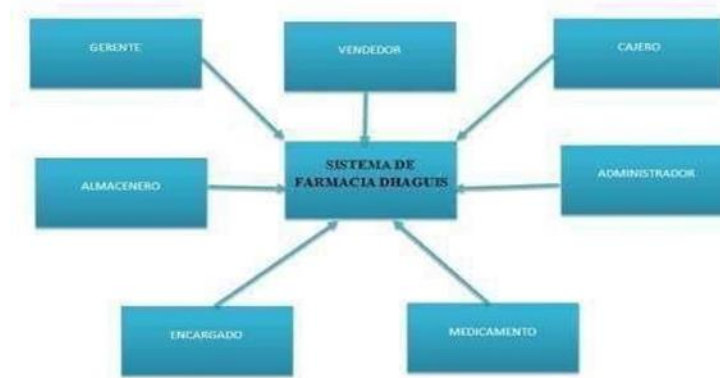 GERENTE
VENDEDOR
CAJERO
SISTEMA DE
FARMACIA DHAGUIS
ALMACENERO
ADMINISTRADOR
ENCARGADO
MEDICAMENTO